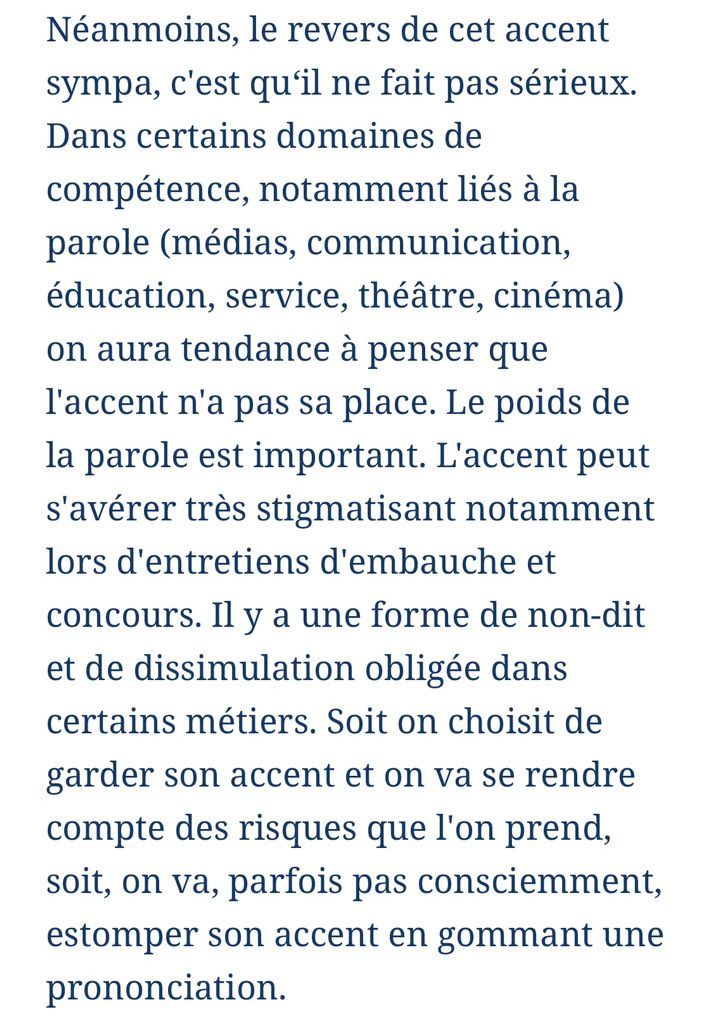 Néanmoins, le revers de cet accent
sympa, c'est qu‘il ne fait pas sérieux.
Dans certains domaines de
compétence, notamment liés à la
parole (médias, communication,
éducation, service, théâtre, cinéma)
on aura tendance à penser que
l'accent n'a pas sa place. Le poids de
la parole est important. L'accent peut
s'avérer très stigmatisant notamment
lors d'entretiens d'embauche et
concours. Il y a une forme de non-dit
et de dissimulation obligée dans
certains métiers. Soit on choisit de
garder son accent et on va se rendre
compte des risques que l'on prend,
soit, on va, parfois pas consciemment,
estomper son accent en gommant une
prononciation.